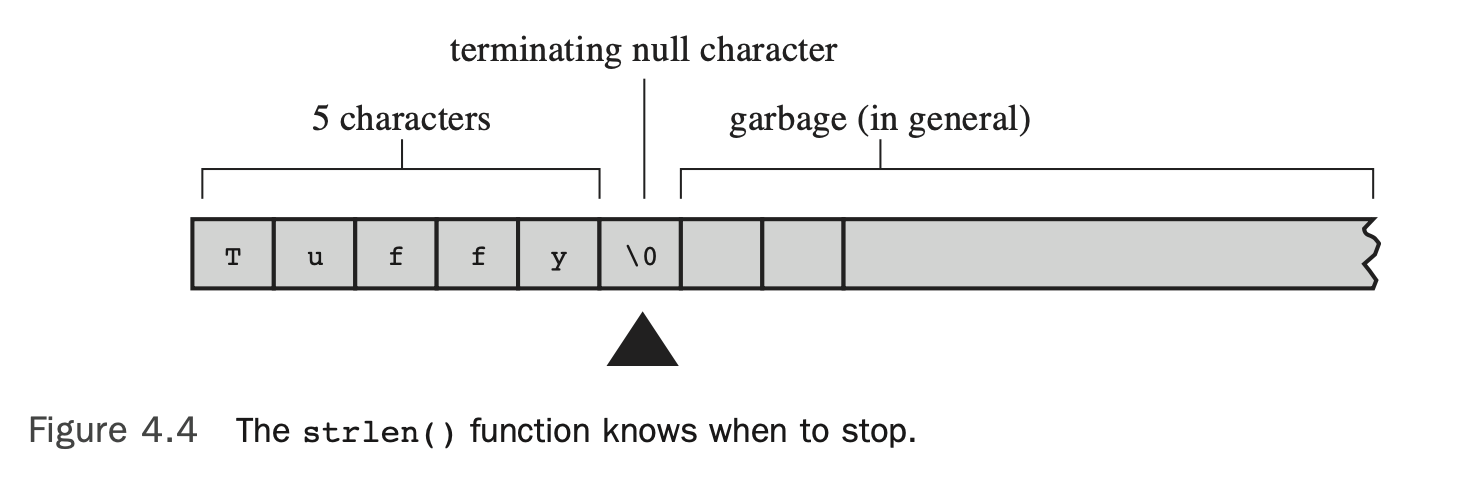 terminating null character
5 characters
garbage (in general)
T u f f y \0
Figure 4.4 The strlen() function knows when to stop.